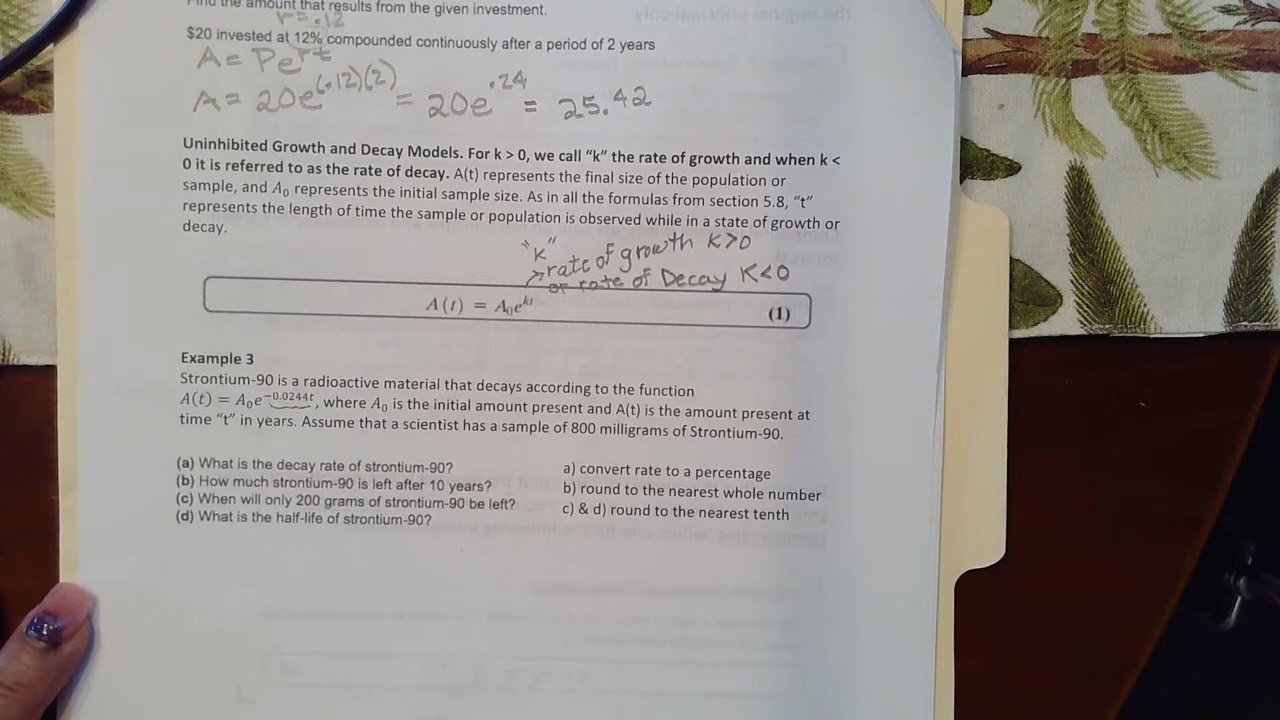 Find the amount that results from the given investment.
r = .12
$20 invested at 12% compounded continuously after a period of 2 years
A = Pe^rt
A = 20e^(.12)(2) = 20e^.24 = 25.42
Uninhibited Growth and Decay Models. For k > 0, we call “k” the rate of growth and when k <
0 it is referred to as the rate of decay. A(t) represents the final size of the population or
sample, and A₀ represents the initial sample size. As in all the formulas from section 5.8, “t”
represents the length of time the sample or population is observed while in a state of growth or
decay.
"k"
→ rate of growth k>0
or rate of Decay K<0
A(t) = A₀e^kt (1)
Example 3
Strontium-90 is a radioactive material that decays according to the function
A(t) = A₀e^−0.0244t, where A₀ is the initial amount present and A(t) is the amount present at
time “t” in years. Assume that a scientist has a sample of 800 milligrams of Strontium-90.
(a) What is the decay rate of strontium-90?
(b) How much strontium-90 is left after 10 years?
(c) When will only 200 grams of strontium-90 be left?
(d) What is the half-life of strontium-90?
a) convert rate to a percentage
b) round to the nearest whole number
c) & d) round to the nearest tenth